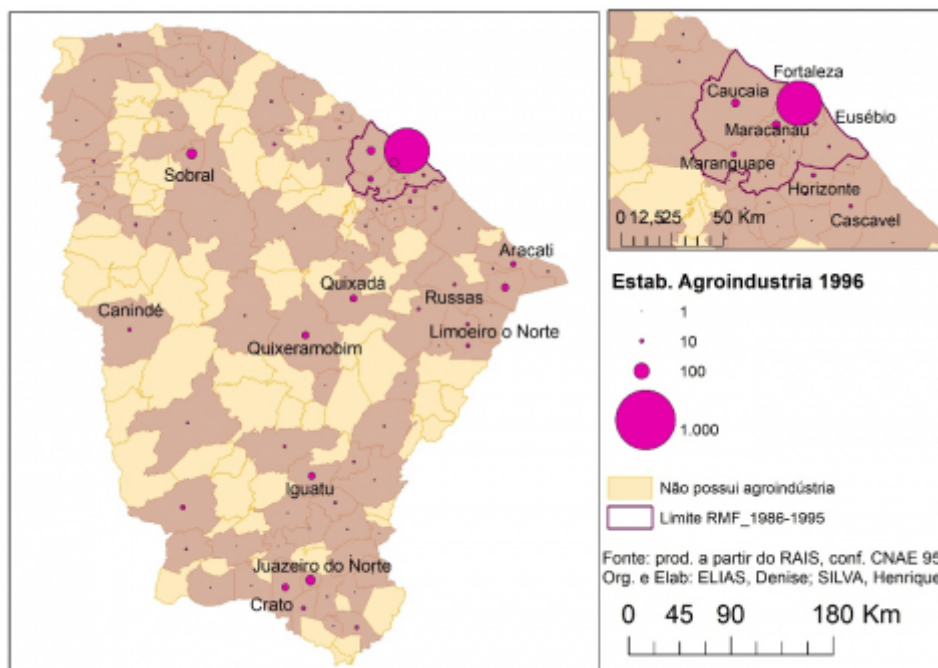 Sobral
Canindé
Quixadá
Quixeramobim
Aracati
Russas
Limoeiro o Norte
Iguatu
Juazeiro do Norte
Crato
Fortaleza
Caucaia
Eusébio
Maracanaú
Maranguape
Horizonte
Cascavel
0 12,525 50 Km
Estab. Agroindustria 1996
1
10
100
1.000
Não possui agroindústria
Limite RMF_1986-1995
Fonte: prod. a partir do RAIS, conf. CNAE 95
Org. e Elab: ELIAS, Denise; SILVA, Henrique
0 45 90 180 Km